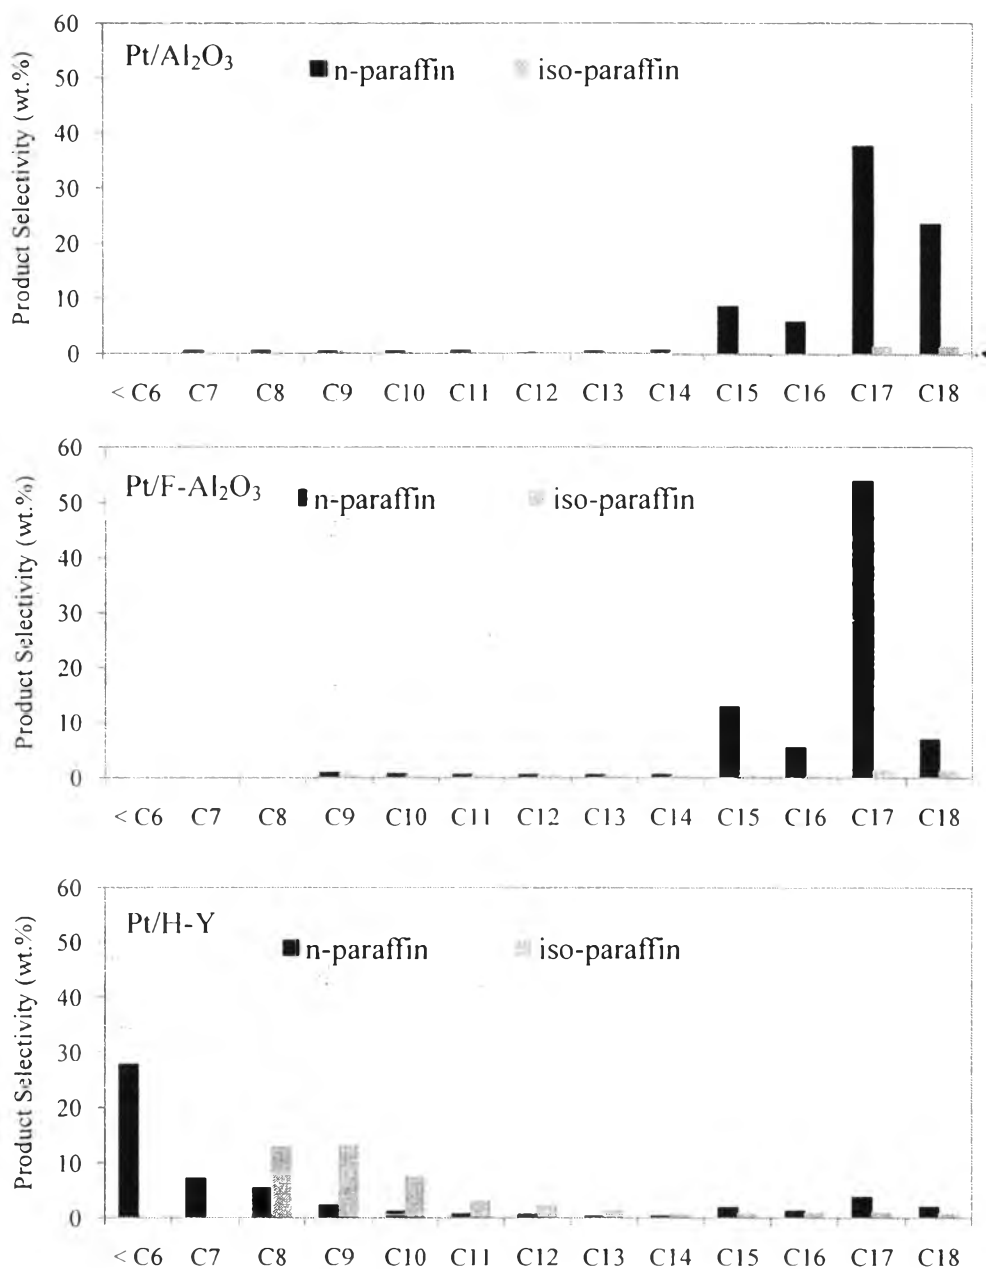 Product Selectivity (wt.%)
60
50
40
30
20
10
0
Pt/Al₂O₃
n-paraffin
iso-paraffin
< C6 C7 C8 C9 C10 C11 C12 C13 C14 C15 C16 C17 C18
Product Selectivity (wt.%)
60
50
40
30
20
10
0
Pt/F-Al₂O₃
n-paraffin
iso-paraffin
< C6 C7 C8 C9 C10 C11 C12 C13 C14 C15 C16 C17 C18
Product Selectivity (wt.%)
60
50
40
30
20
10
0
Pt/H-Y
n-paraffin
iso-paraffin
< C6 C7 C8 C9 C10 C11 C12 C13 C14 C15 C16 C17 C18